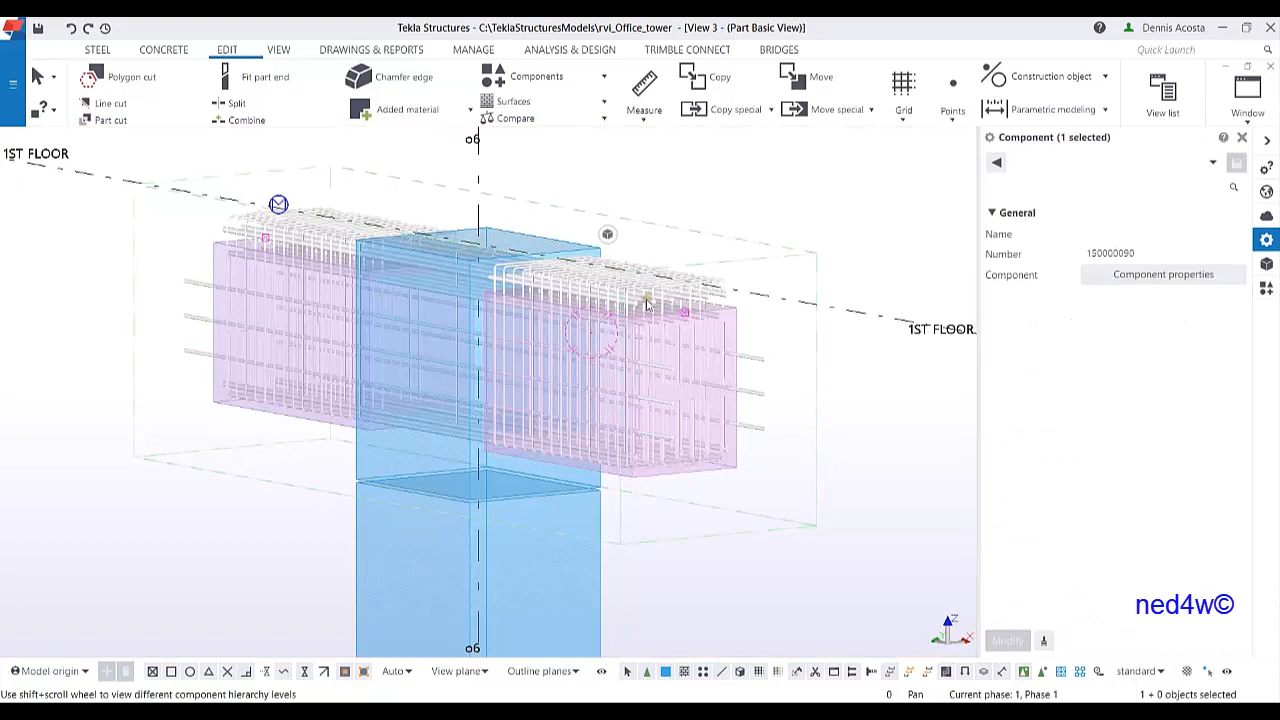 Tekla Structures - C:\TeklaStructuresModels\rvi_Office_tower - [View 3 - (Part Basic View)]
Dennis Acosta
STEEL CONCRETE EDIT VIEW DRAWINGS & REPORTS MANAGE ANALYSIS & DESIGN TRIMBLE CONNECT BRIDGES
Quick Launch
Polygon cut
Line cut
Part cut
Fit part end
Split
Combine
Chamfer edge
Added material
Components
Surfaces
Compare
Measure
Copy
Copy special
Move
Move special
Grid
Points
Construction object
Parametric modeling
View list
Window
1ST FLOOR
1ST FLOOR
Component (1 selected)
General
Name
Number 150000090
Component Component properties
ned4w©
Z
Modify
Model origin Auto View plane Outline planes standard
Use shift+scroll wheel to view different component hierarchy levels
0 Pan Current phase: 1, Phase 1 1 + 0 objects selected